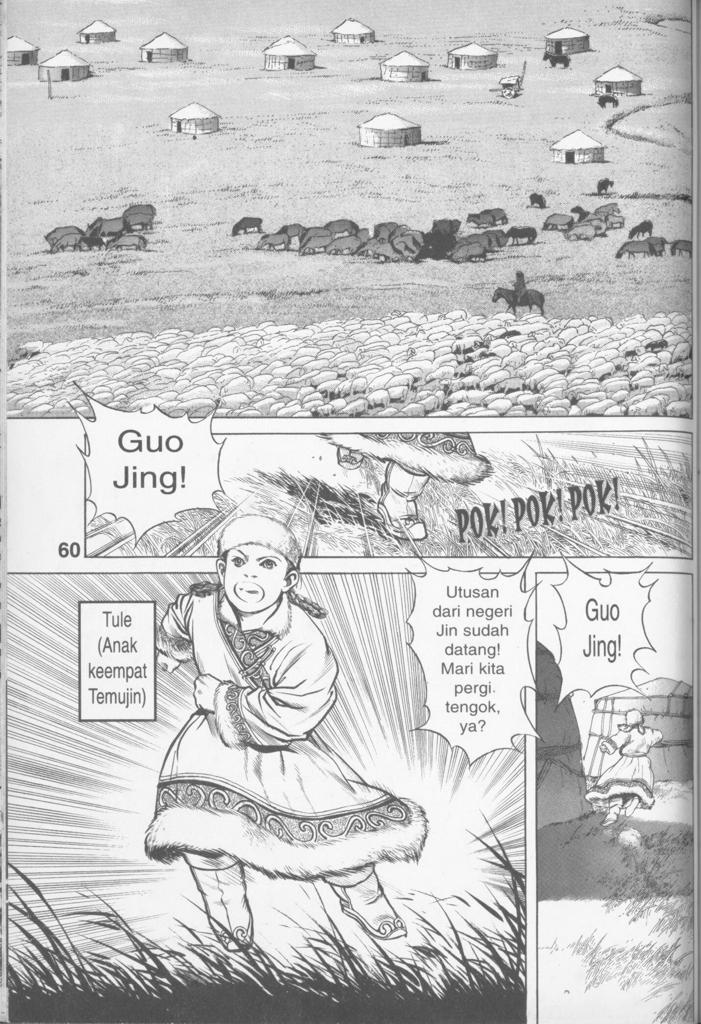 Guo
Jing!
POK! POK! POK!
60
Tule
(Anak
keempat
Temujin)
Utusan
dari negeri
Jin sudah
datang!
Mari kita
pergi
tengok,
ya?
Guo
Jing!